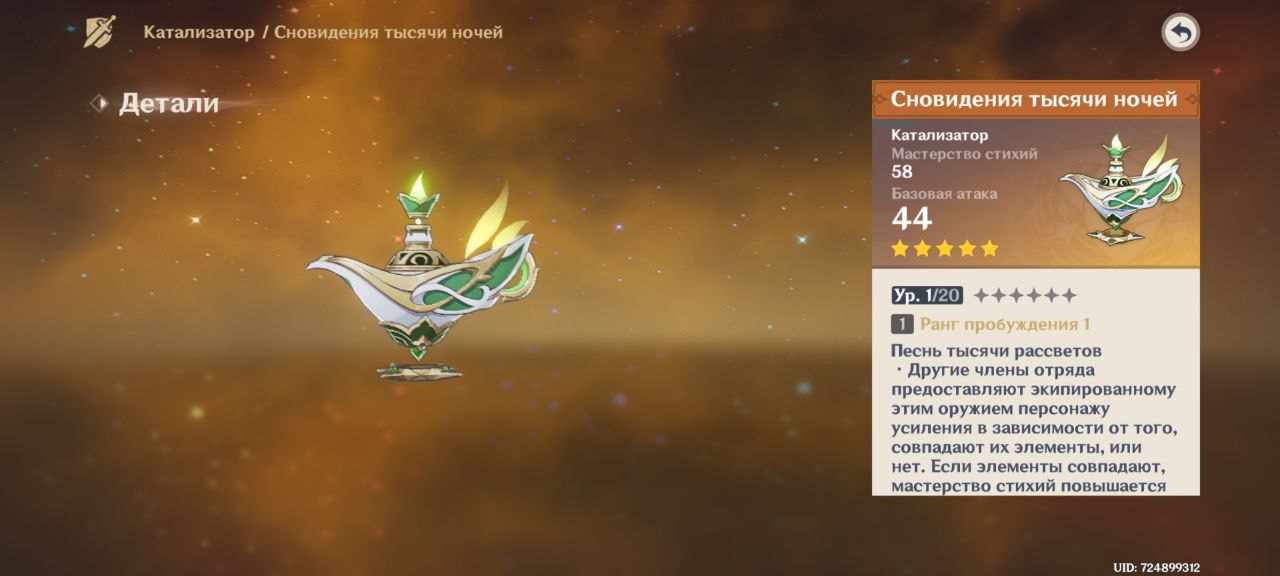 Катализатор / Сновидения тысячи ночей
Детали
Сновидения тысячи ночей
Катализатор
Мастерство стихий
58
Базовая атака
44
Ур. 1/20
1 Ранг пробуждения 1
Песнь тысячи рассветов
· Другие члены отряда
предоставляют экипированному
этим оружием персонажу
усиления в зависимости от того,
совпадают их элементы, или
нет. Если элементы совпадают,
мастерство стихий повышается
UID: 724899312